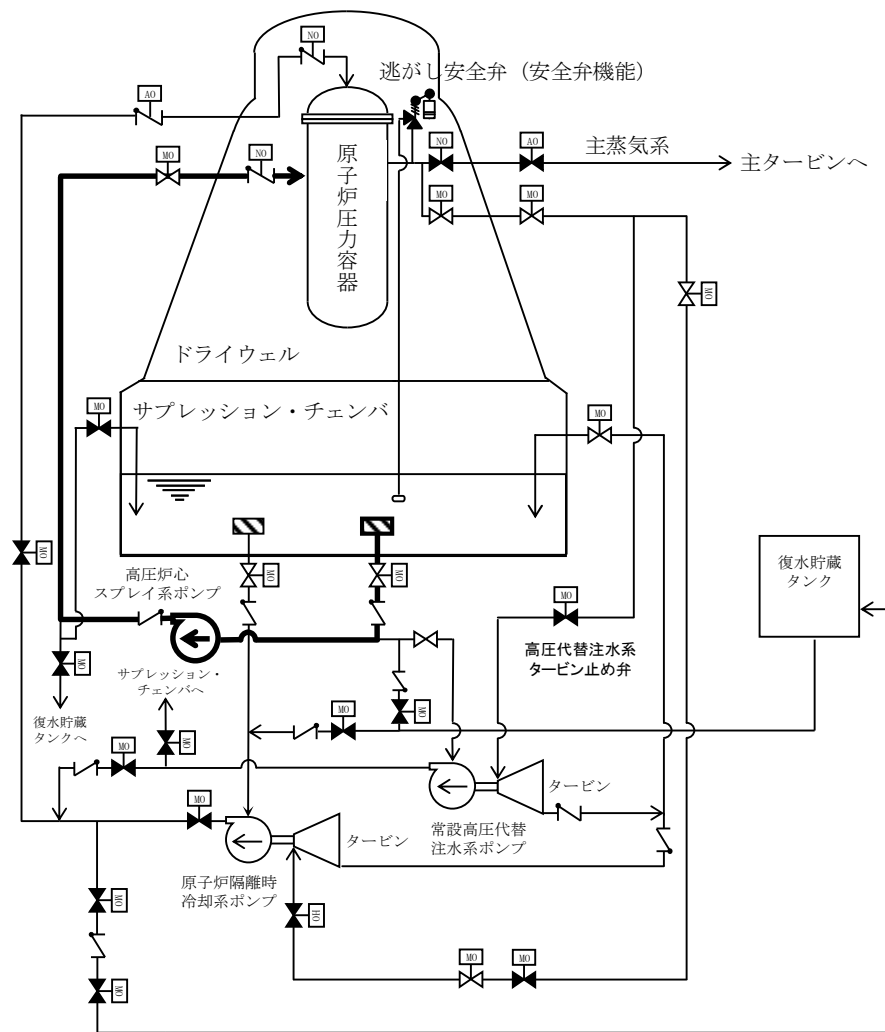 NO
逃がし安全弁（安全弁機能）
AO
MO
NO
原子炉圧力容器
NO
AO
主蒸気系
主タービンへ
MO
MO
MO
ドライウェル
サプレッション・チェンバ
MO
MO
MO
高圧炉心
スプレイ系ポンプ
MO
MO
MO
復水貯蔵
タンク
高圧代替注水系
タービン止め弁
MO
サプレッション・
チェンバへ
復水貯蔵
タンクへ
MO
MO
MO
MO
タービン
常設高圧代替
注水系ポンプ
MO
タービン
原子炉隔離時
冷却系ポンプ
MO
HO
MO
MO
MO